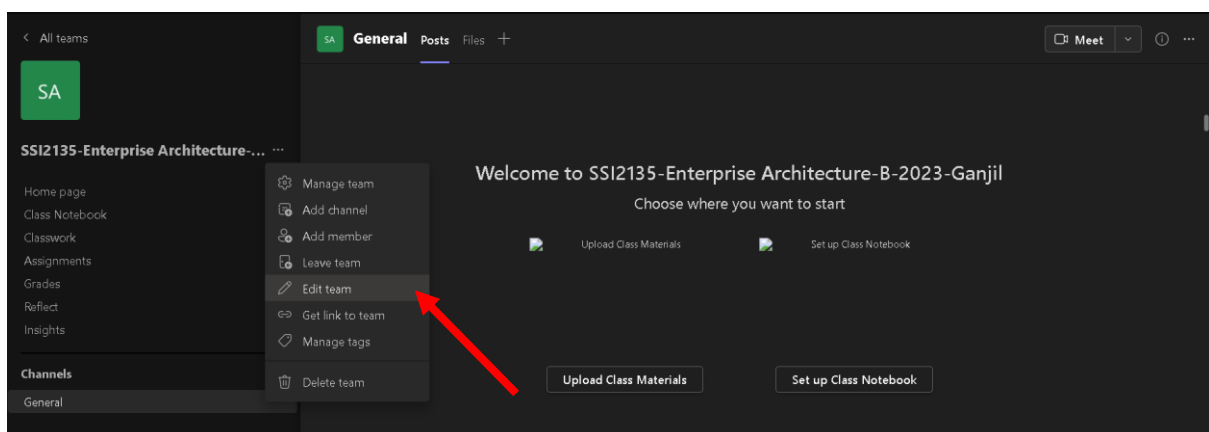 All teams
SA
SSI2135-Enterprise Architecture-... ...
Home page
Class Notebook
Classwork
Assignments
Grades
Reflect
Insights
Channels
General
Manage team
Add channel
Add member
Leave team
Edit team
Get link to team
Manage tags
Delete team
SA General Posts Files
Meet
Welcome to SSI2135-Enterprise Architecture-B-2023-Ganjil
Choose where you want to start
Upload Class Materials Set up Class Notebook
Upload Class Materials Set up Class Notebook